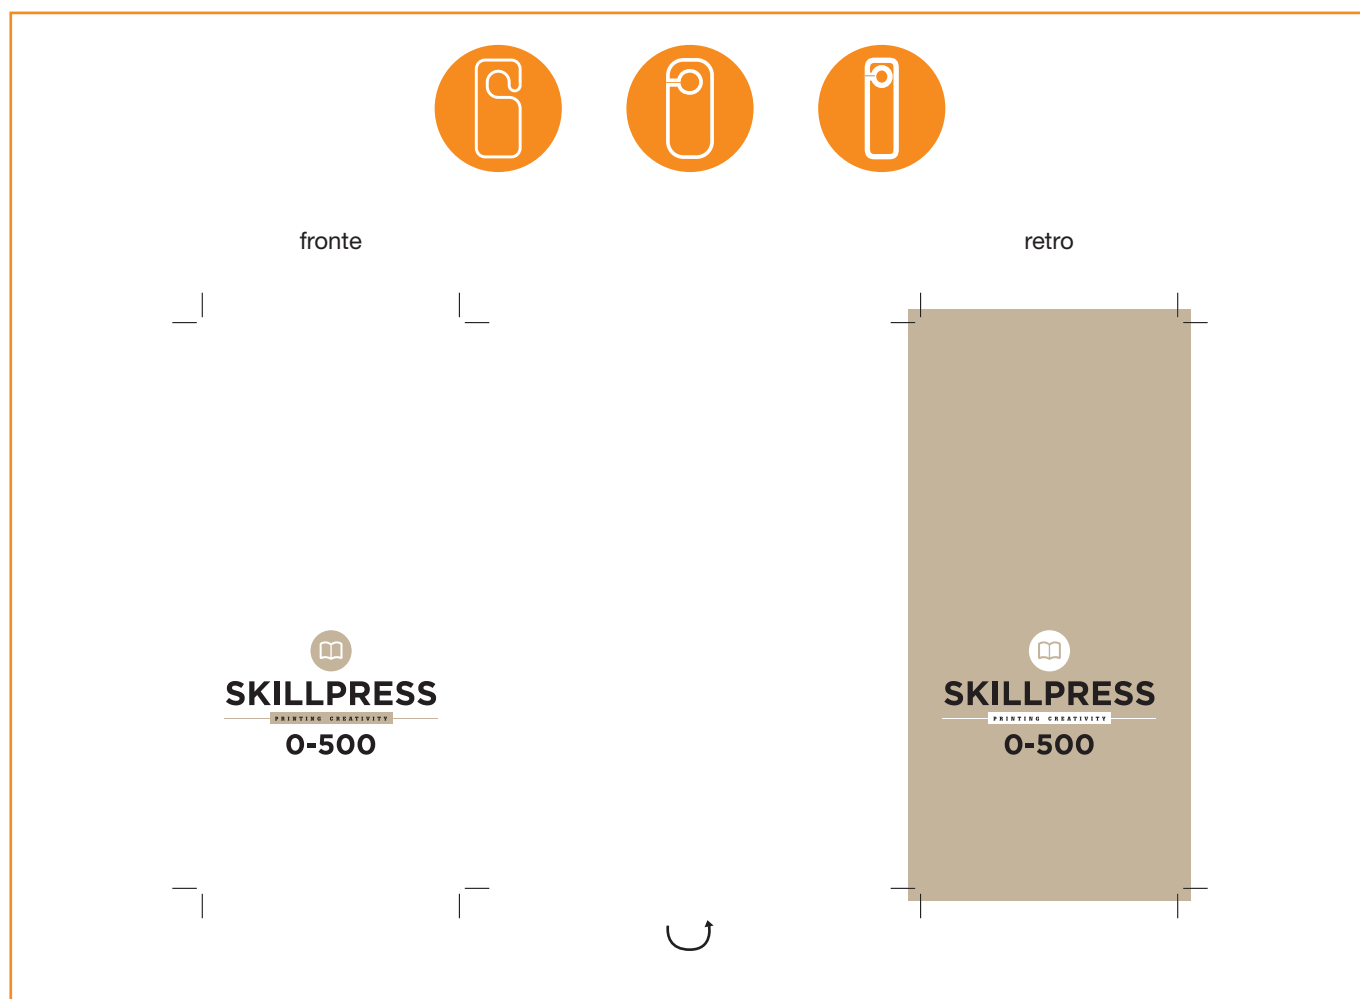 fronte
retro
SKILLPRESS
PRINTING CREATIVITY
0-500
SKILLPRESS
PRINTING CREATIVITY
0-500